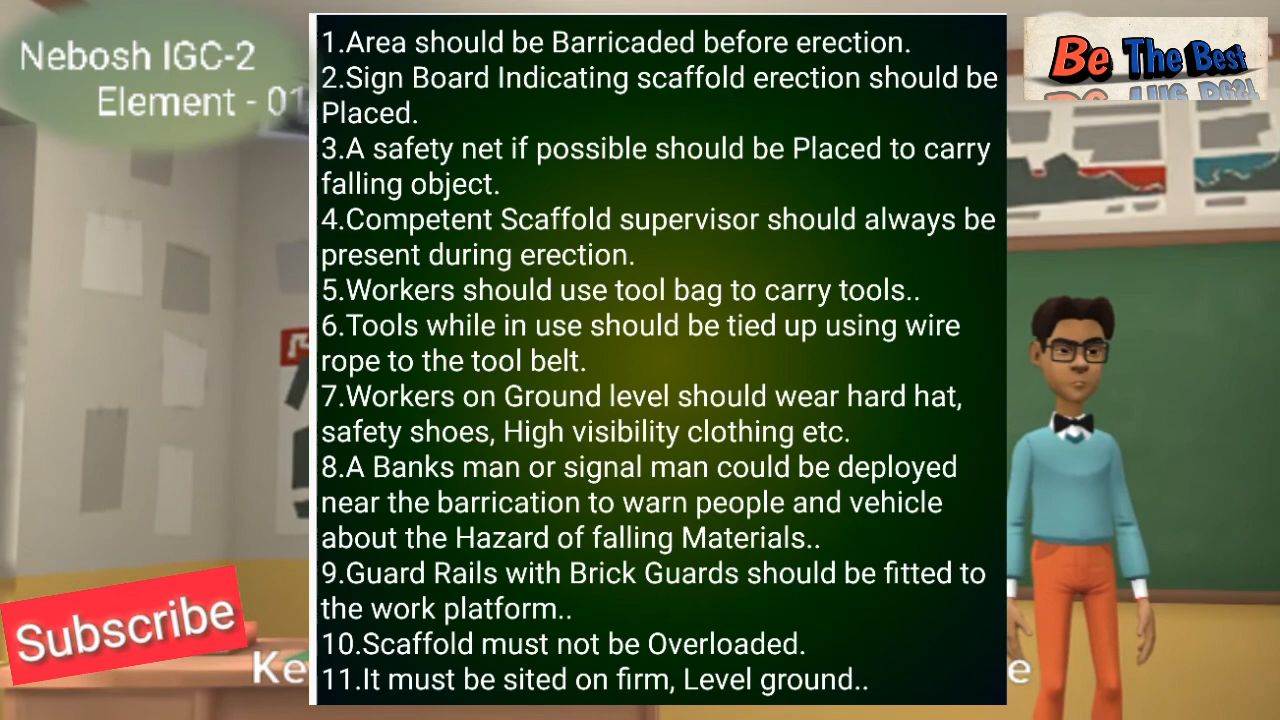 Nebosh IGC-2
Element - 01
Be The Best
1.Area should be Barricaded before erection.
2.Sign Board Indicating scaffold erection should be
Placed.
3.A safety net if possible should be Placed to carry
falling object.
4.Competent Scaffold supervisor should always be
present during erection.
5.Workers should use tool bag to carry tools..
6.Tools while in use should be tied up using wire
rope to the tool belt.
7.Workers on Ground level should wear hard hat,
safety shoes, High visibility clothing etc.
8.A Banks man or signal man could be deployed
near the barrication to warn people and vehicle
about the Hazard of falling Materials..
9.Guard Rails with Brick Guards should be fitted to
the work platform..
10.Scaffold must not be Overloaded.
11.It must be sited on firm, Level ground..
Subscribe